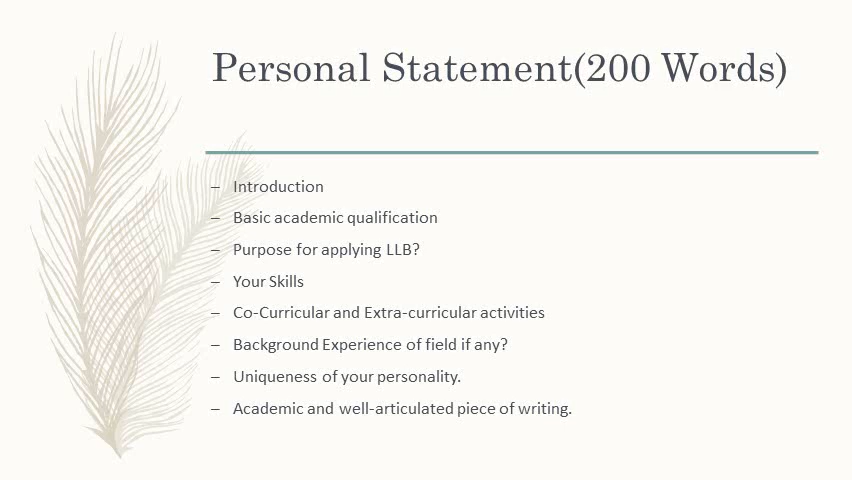 Personal Statement(200 Words)
– Introduction
– Basic academic qualification
– Purpose for applying LLB?
– Your Skills
– Co-Curricular and Extra-curricular activities
– Background Experience of field if any?
– Uniqueness of your personality.
– Academic and well-articulated piece of writing.